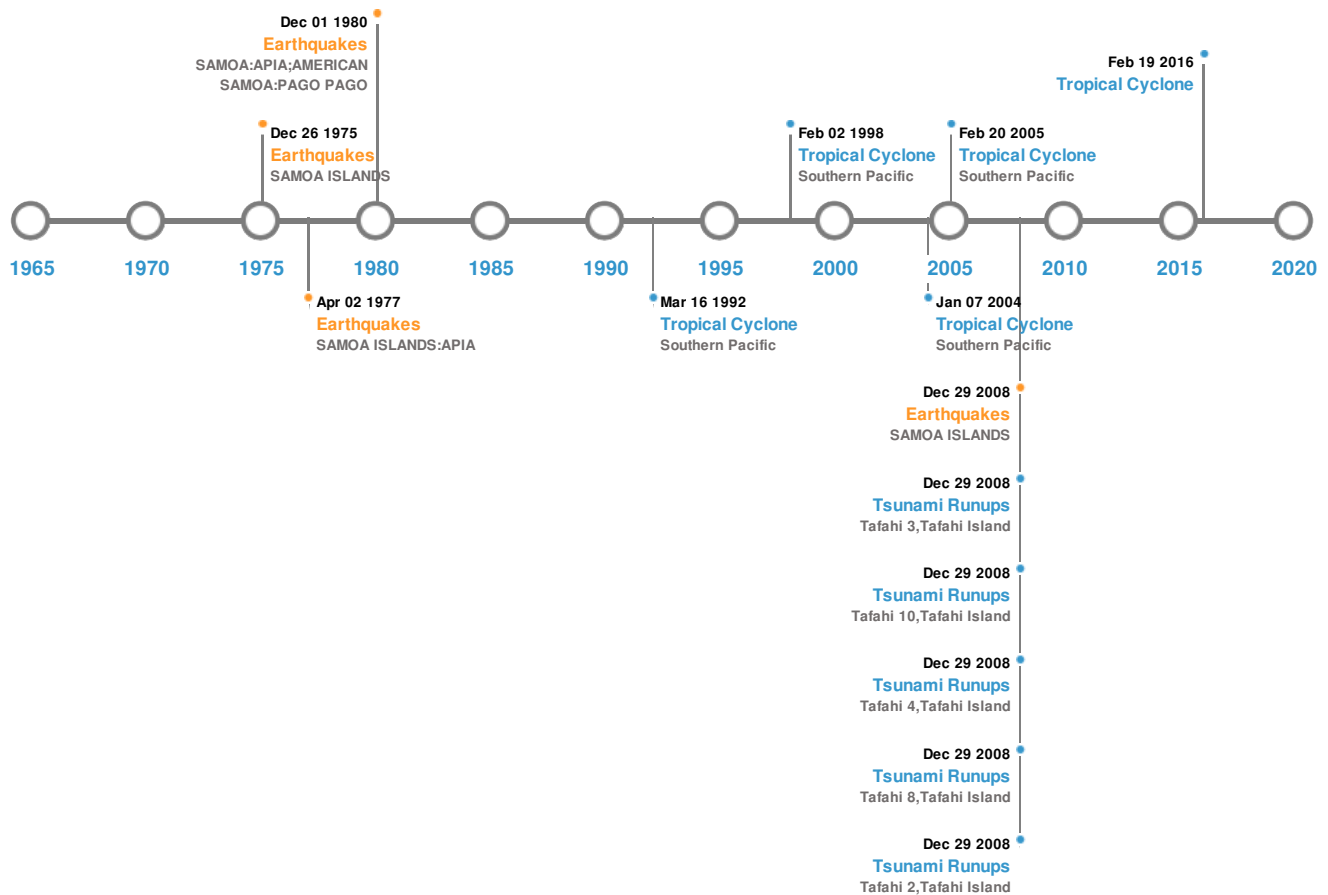 Dec 01 1980
Earthquakes
SAMOA:APIA;AMERICAN
SAMOA:PAGO PAGO
Feb 19 2016
Tropical Cyclone
Dec 26 1975
Earthquakes
SAMOA ISLANDS
Feb 02 1998
Tropical Cyclone
Southern Pacific
Feb 20 2005
Tropical Cyclone
Southern Pacific
1965 1970 1975 1980 1985 1990 1995 2000 2005 2010 2015 2020
Apr 02 1977
Earthquakes
SAMOA ISLANDS:APIA
Mar 16 1992
Tropical Cyclone
Southern Pacific
Jan 07 2004
Tropical Cyclone
Southern Pacific
Dec 29 2008
Earthquakes
SAMOA ISLANDS
Dec 29 2008
Tsunami Runups
Tafahi 3,Tafahi Island
Dec 29 2008
Tsunami Runups
Tafahi 10,Tafahi Island
Dec 29 2008
Tsunami Runups
Tafahi 4,Tafahi Island
Dec 29 2008
Tsunami Runups
Tafahi 8,Tafahi Island
Dec 29 2008
Tsunami Runups
Tafahi 2,Tafahi Island